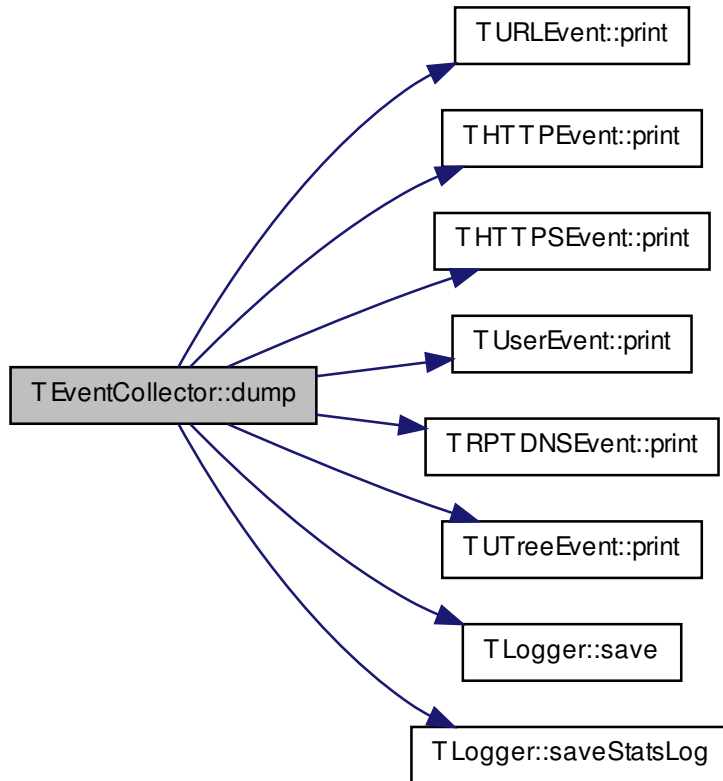 TURLEvent::print
THTTPEvent::print
THTTPSEvent::print
TUserEvent::print
TEventCollector::dump
TRPTDNSEvent::print
TUTreeEvent::print
TLogger::save
TLogger::saveStatsLog